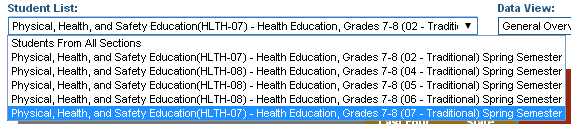 Student List: Data View:
Physical, Health, and Safety Education(HLTH-07) - Health Education, Grades 7-8 (02 - Traditi General Overv
Students From All Sections
Physical, Health, and Safety Education(HLTH-07) - Health Education, Grades 7-8 (02 - Traditional) Spring Semester
Physical, Health, and Safety Education(HLTH-08) - Health Education, Grades 7-8 (04 - Traditional) Spring Semester
Physical, Health, and Safety Education(HLTH-08) - Health Education, Grades 7-8 (05 - Traditional) Spring Semester
Physical, Health, and Safety Education(HLTH-08) - Health Education, Grades 7-8 (06 - Traditional) Spring Semester
Physical, Health, and Safety Education(HLTH-07) - Health Education, Grades 7-8 (07 - Traditional) Spring Semester